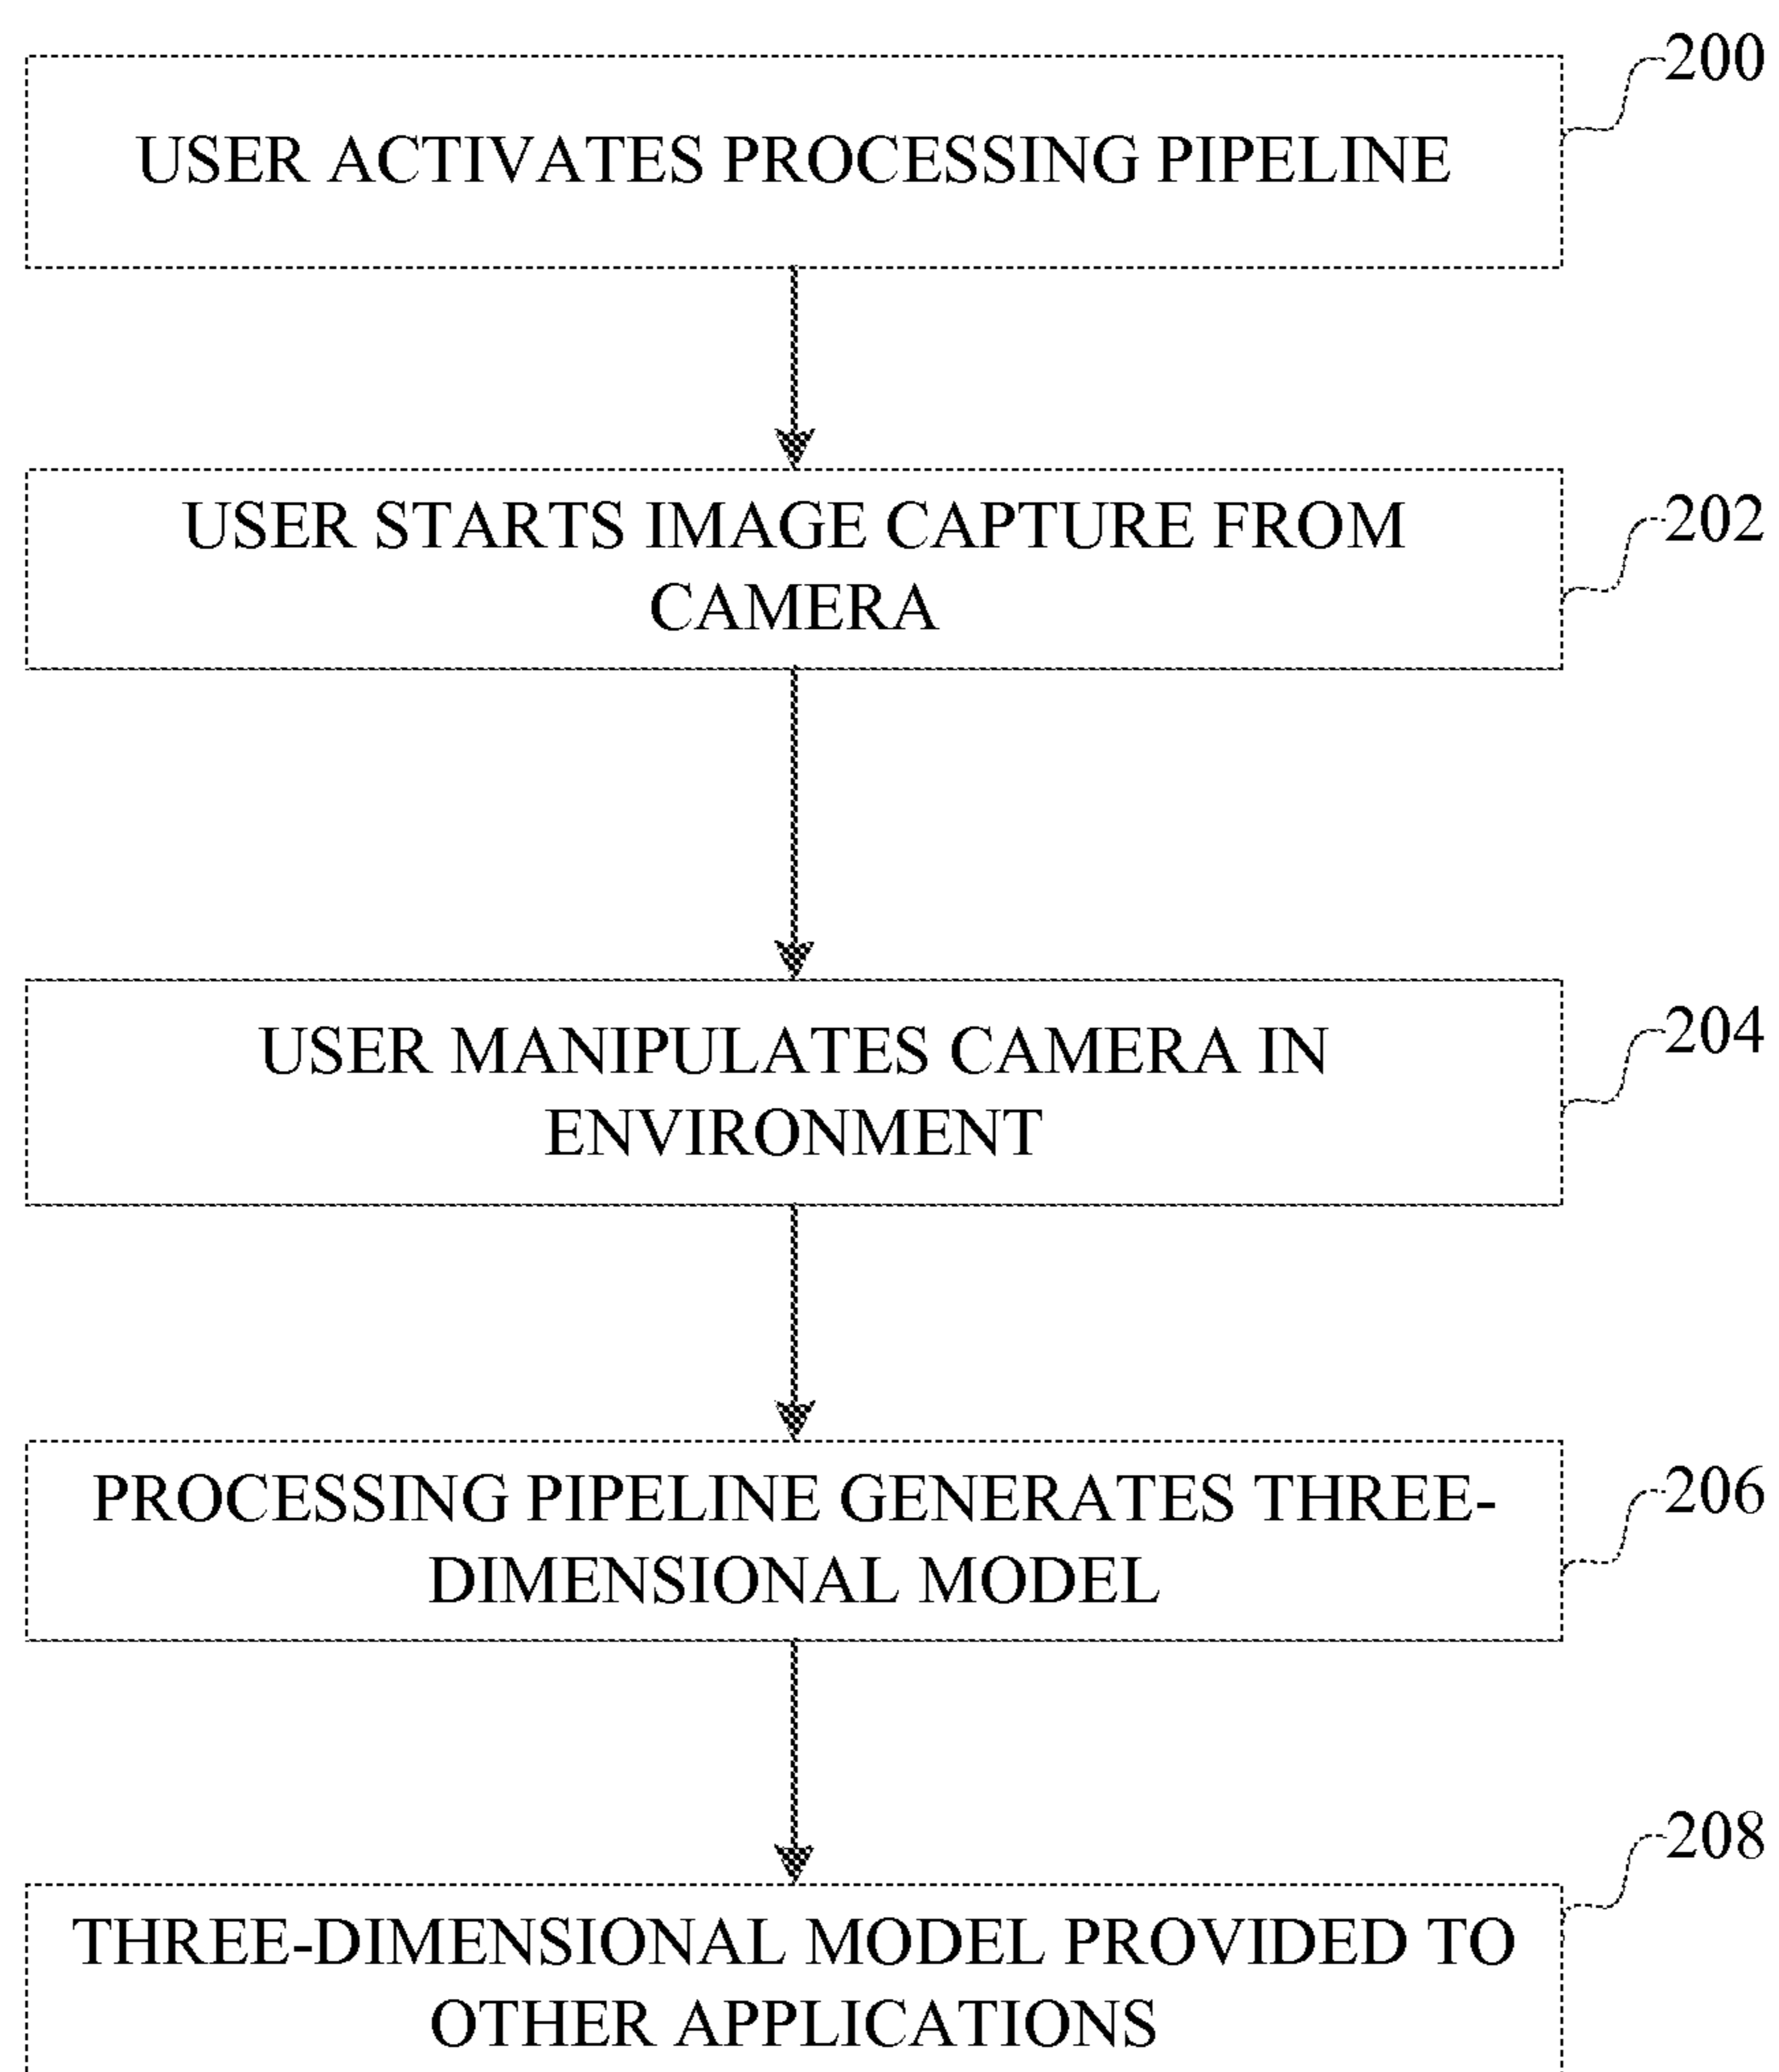 200
USER ACTIVATES PROCESSING PIPELINE
202
USER STARTS IMAGE CAPTURE FROM
CAMERA
204
USER MANIPULATES CAMERA IN
ENVIRONMENT
206
PROCESSING PIPELINE GENERATES THREE-
DIMENSIONAL MODEL
208
THREE-DIMENSIONAL MODEL PROVIDED TO
OTHER APPLICATIONS